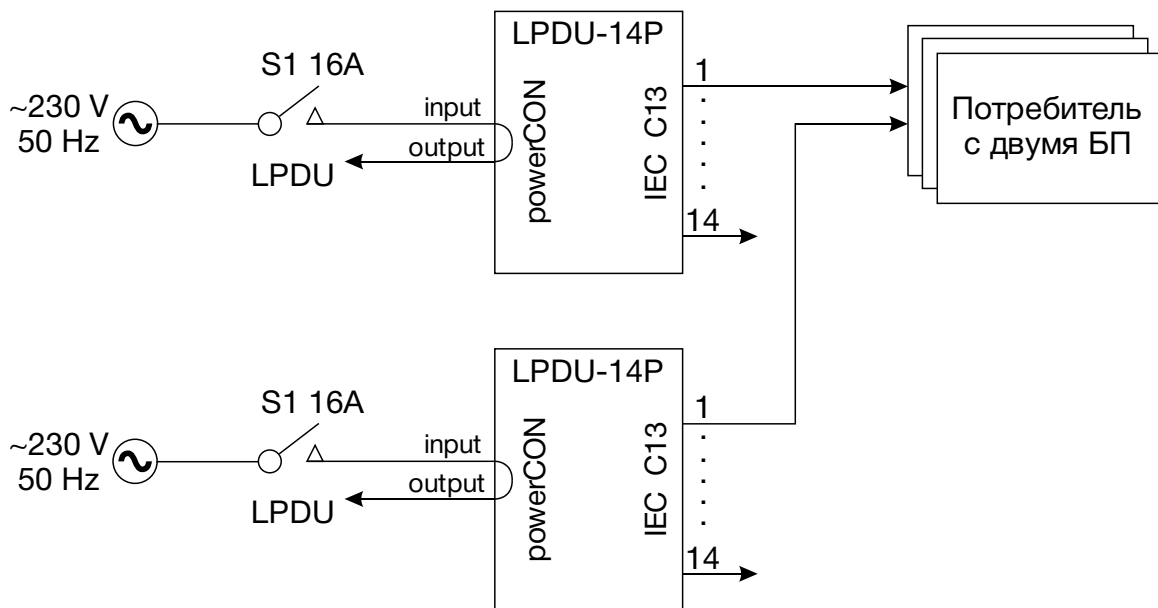 LPDU-14P
S1 16A
~230 V
50 Hz
input
output
LPDU
powerCON
IEC C13
1
14
Потребитель
с двумя БП
LPDU-14P
S1 16A
~230 V
50 Hz
input
output
LPDU
powerCON
IEC C13
1
14